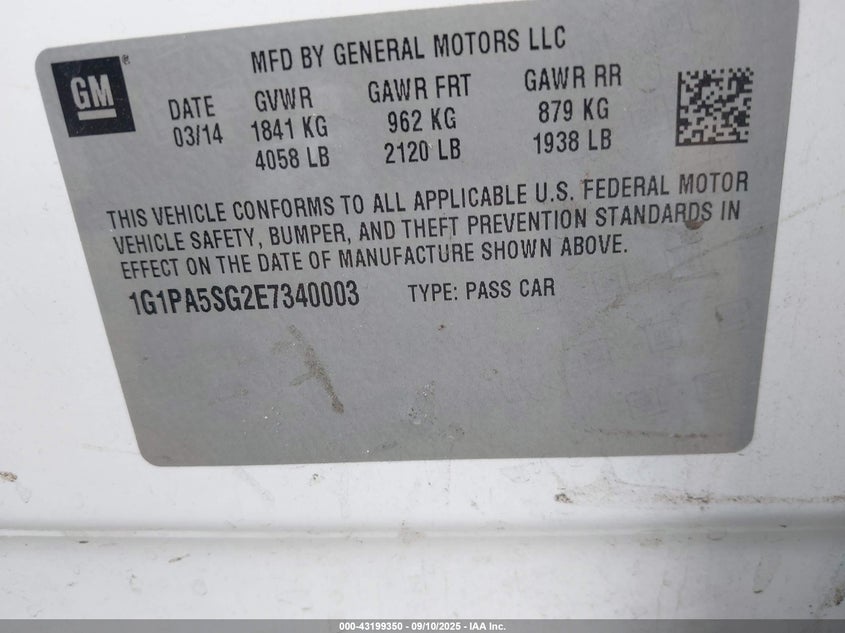 GM
MFD BY GENERAL MOTORS LLC
DATE GVWR GAWR FRT GAWR RR
03/14 1841 KG 962 KG 879 KG
4058 LB 2120 LB 1938 LB
THIS VEHICLE CONFORMS TO ALL APPLICABLE U.S. FEDERAL MOTOR
VEHICLE SAFETY, BUMPER, AND THEFT PREVENTION STANDARDS IN
EFFECT ON THE DATE OF MANUFACTURE SHOWN ABOVE.
1G1PA5SG2E7340003 TYPE: PASS CAR
000-43199350 - 09/10/2025 - IAA Inc.